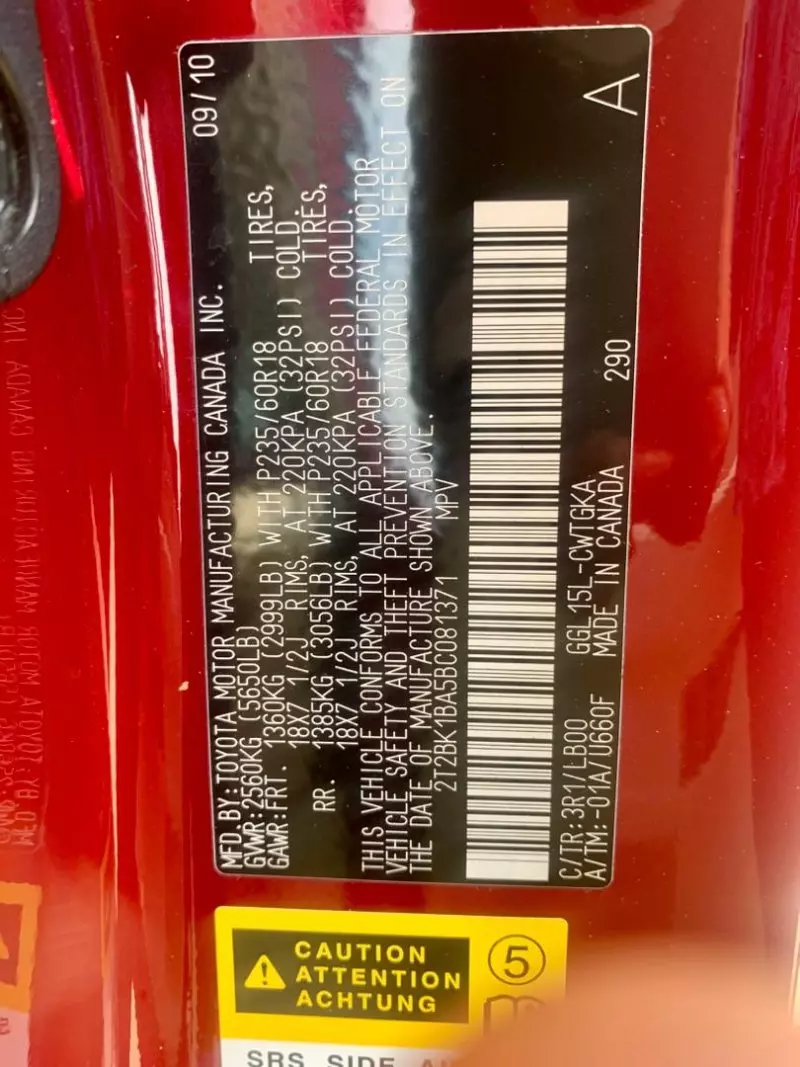 09/10
MFD.BY:TOYOTA MOTOR MANUFACTURING CANADA INC.
GVWR:2560KG (5650LB)
GAWR:FRT. 1360KG (2999LB) WITH P235/60R18 TIRES,
18X7 1/2J RIMS, AT 220KPA (32PSI) COLD.
RR. 1385KG (3056LB) WITH P235/60R18 TIRES,
18X7 1/2J RIMS, AT 220KPA (32PSI) COLD.
THIS VEHICLE CONFORMS TO ALL APPLICABLE FEDERAL MOTOR
VEHICLE SAFETY AND THEFT PREVENTION STANDARDS IN EFFECT ON
THE DATE OF MANUFACTURE SHOWN ABOVE.
2T2BK1BA5BC081371 MPV
C/TR:3R1/LB00 GGL15L-CWTGKA 290
A/TM:-01A/U660F MADE IN CANADA A
CAUTION
ATTENTION
ACHTUNG
5
SRS SIDE